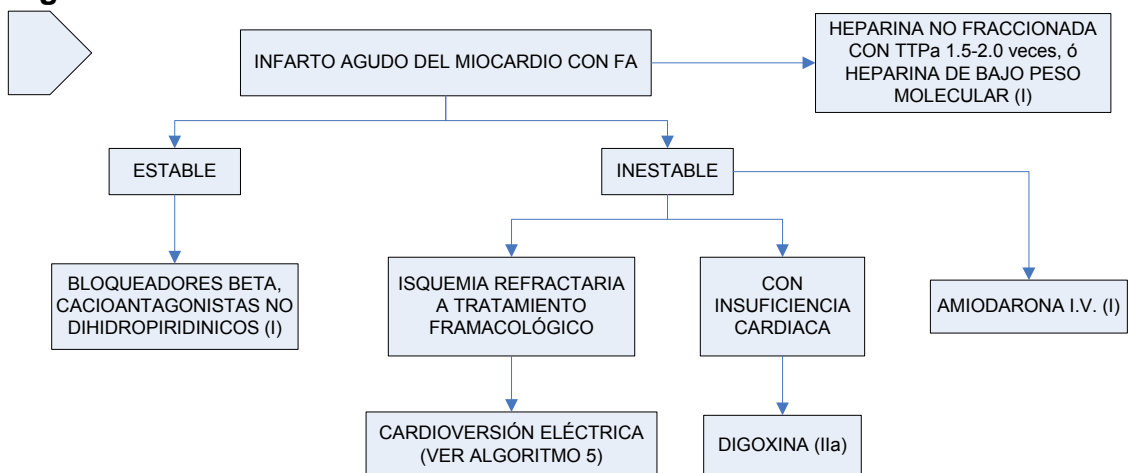 INFARTO AGUDO DEL MIOCARDIO CON FA
HEPARINA NO FRACCIONADA
CON TTPa 1.5-2.0 veces, ó
HEPARINA DE BAJO PESO
MOLECULAR (I)
ESTABLE
INESTABLE
BLOQUEADORES BETA,
CACIOANTAGONISTAS NO
DIHIDROPIRIDINICOS (I)
ISQUEMIA REFRACTARIA
A TRATAMIENTO
FRAMACOLÓGICO
CON
INSUFICIENCIA
CARDIACA
AMIODARONA I.V. (I)
CARDIOVERSIÓN ELÉCTRICA
(VER ALGORITMO 5)
DIGOXINA (IIa)